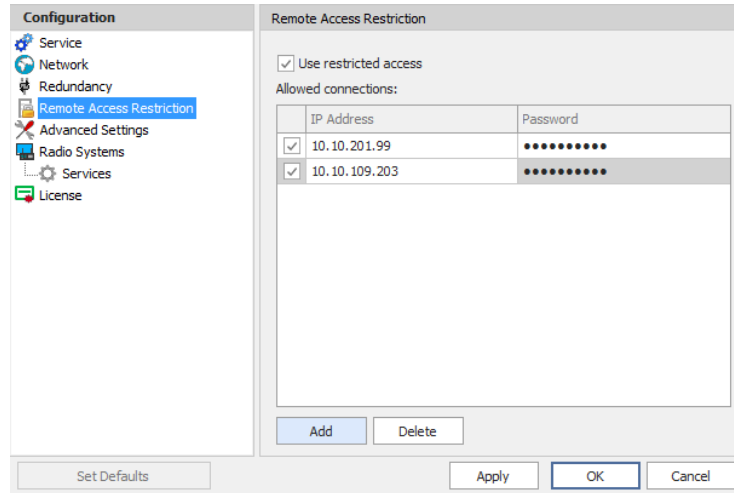 Configuration
Service
Network
Redundancy
Remote Access Restriction
Advanced Settings
Radio Systems
Services
License
Remote Access Restriction
Use restricted access
Allowed connections:
IP Address Password
10.10.201.99 ●●●●●●●●●●
10.10.109.203 ●●●●●●●●●●
Add Delete
Set Defaults Apply OK Cancel